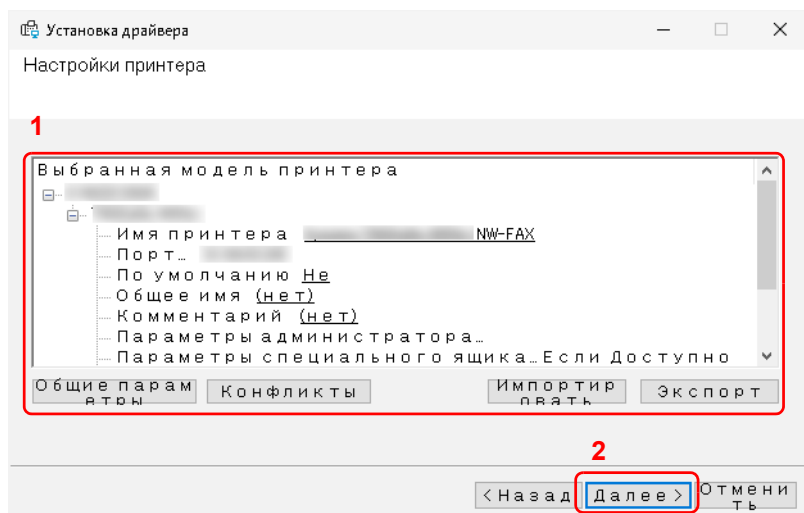 Установка драйвера
Настройки принтера
1
Выбранная модель принтера
Имя принтера NW-FAX
Порт…
По умолчанию Не
Общее имя (нет)
Комментарий (нет)
Параметры администратора…
Параметры специального ящика…Если Доступно
Общие парам
етры
Конфликты
Импортир
овать
Экспорт
2
<Назад
Далее>
Отмени
ть